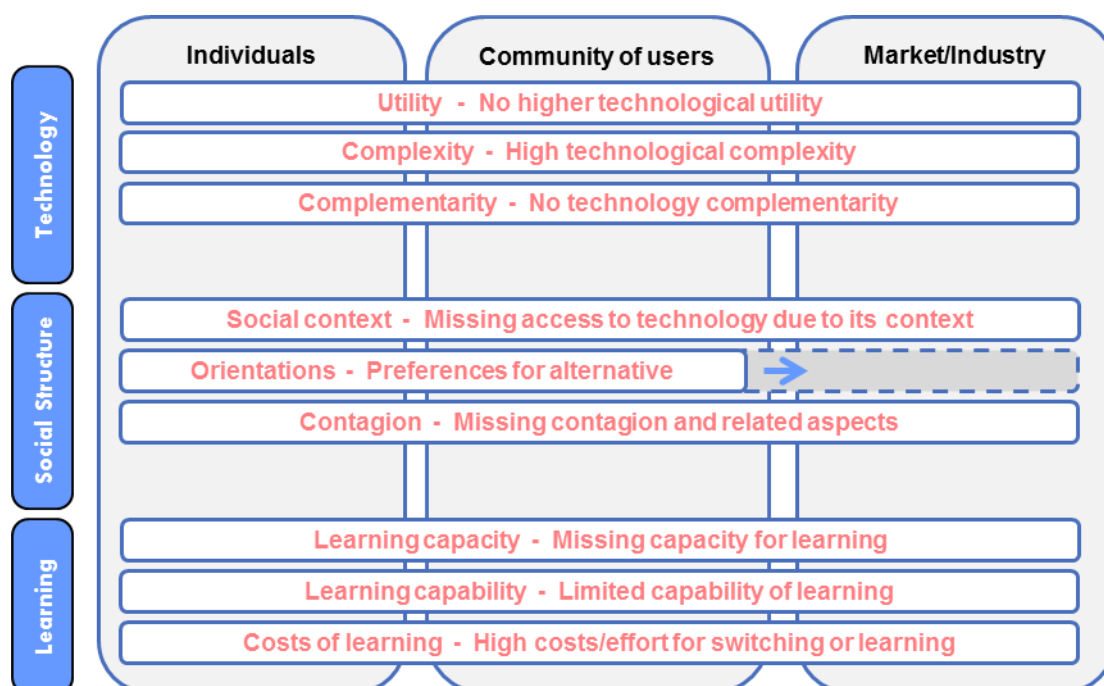 Individuals
Community of users
Market/Industry
Technology
Utility - No higher technological utility
Complexity - High technological complexity
Complementarity - No technology complementarity
Social Structure
Social context - Missing access to technology due to its context
Orientations - Preferences for alternative
Contagion - Missing contagion and related aspects
Learning
Learning capacity - Missing capacity for learning
Learning capability - Limited capability of learning
Costs of learning - High costs/effort for switching or learning